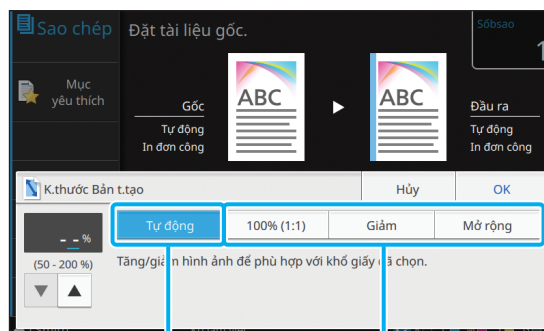 Sao chép
Đặt tài liệu gốc.
Sốbsao
1
Mục
yêu thích
Gốc
ABC
ABC
Đầu ra
Tự động
Tự động
In đơn công
In đơn công
K.thước Bản t.tạo
Hủy
OK
- - %
Tự động
100% (1:1)
Giảm
Mở rộng
(50 - 200 %)
Tăng/giảm hình ảnh để phù hợp với khổ giấy đã chọn.